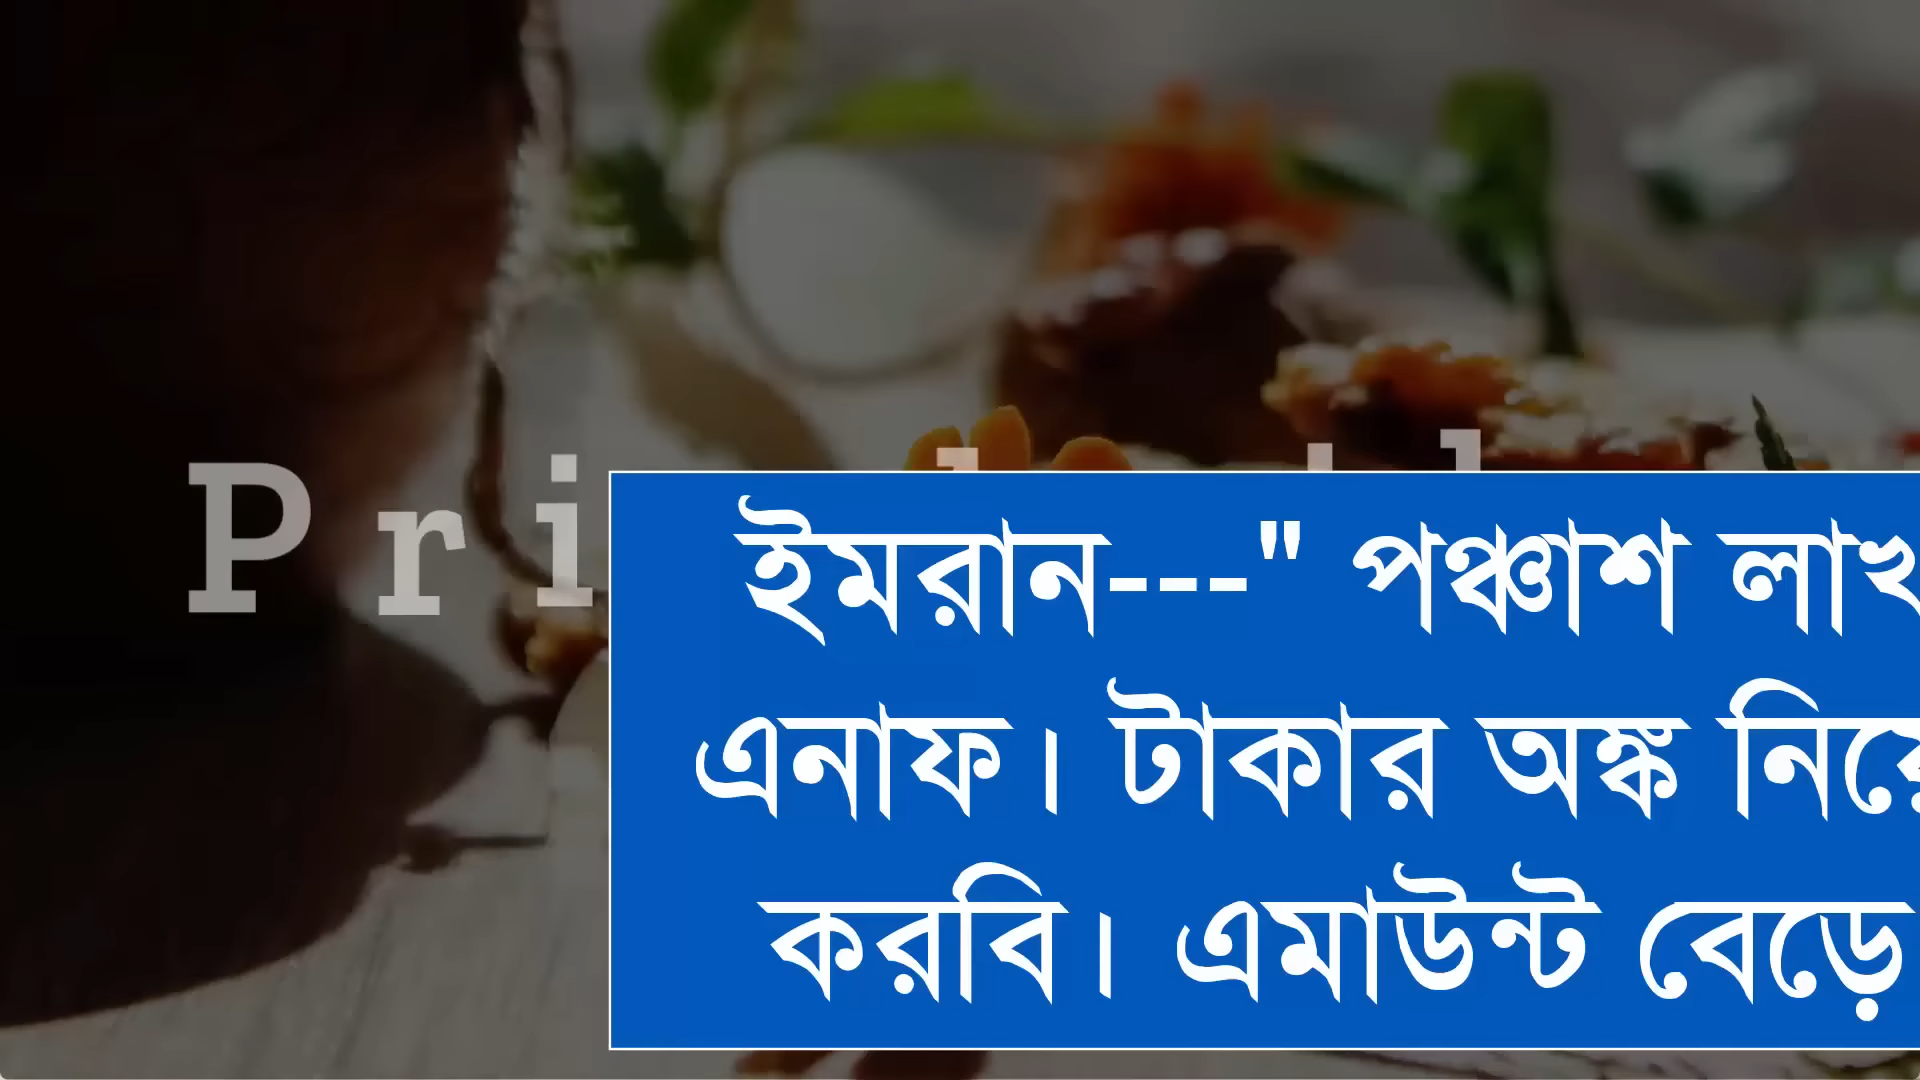 Pri
ইমরান---" পঞ্চাশ লাখ
এনাফ। টাকার অঙ্ক নিয়ে
করবি। এমাউন্ট বেড়ে